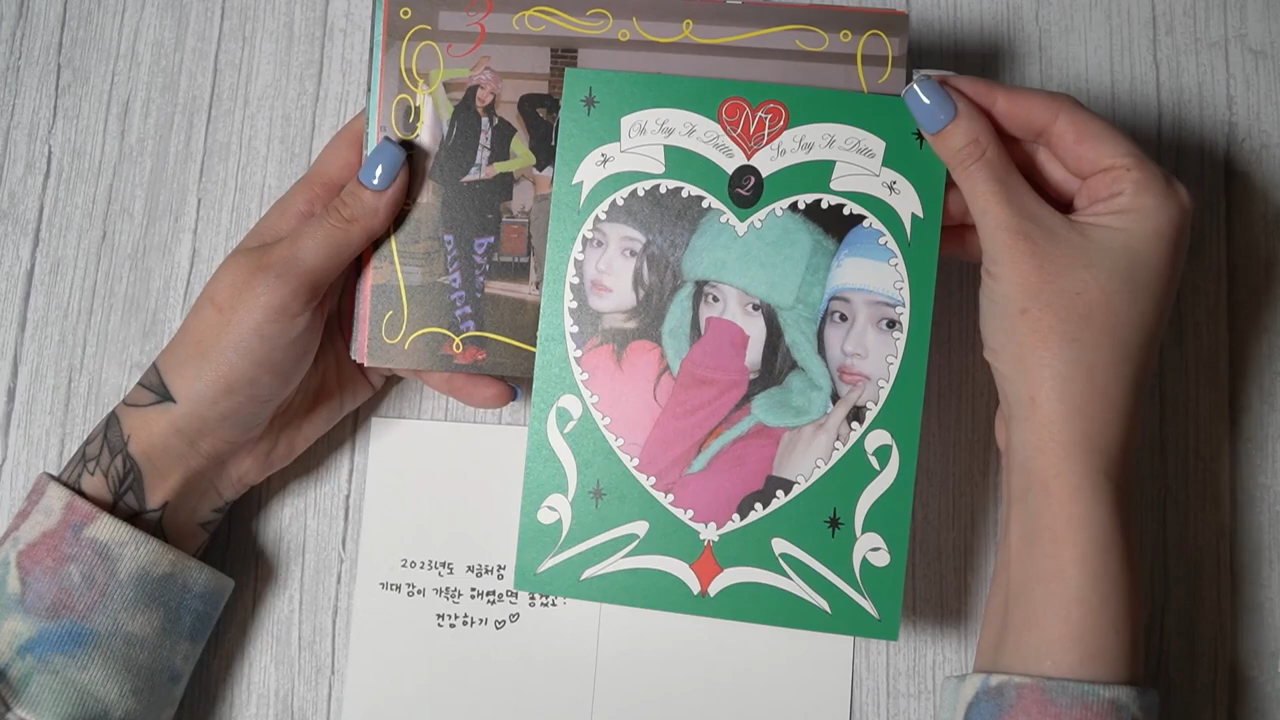 3
NJ
Oh Say It Ditto
So Say It Ditto
2
2023년도 지금처럼
기대감이 가득한 해였으면 좋겠고!
건강하기 ♡♡